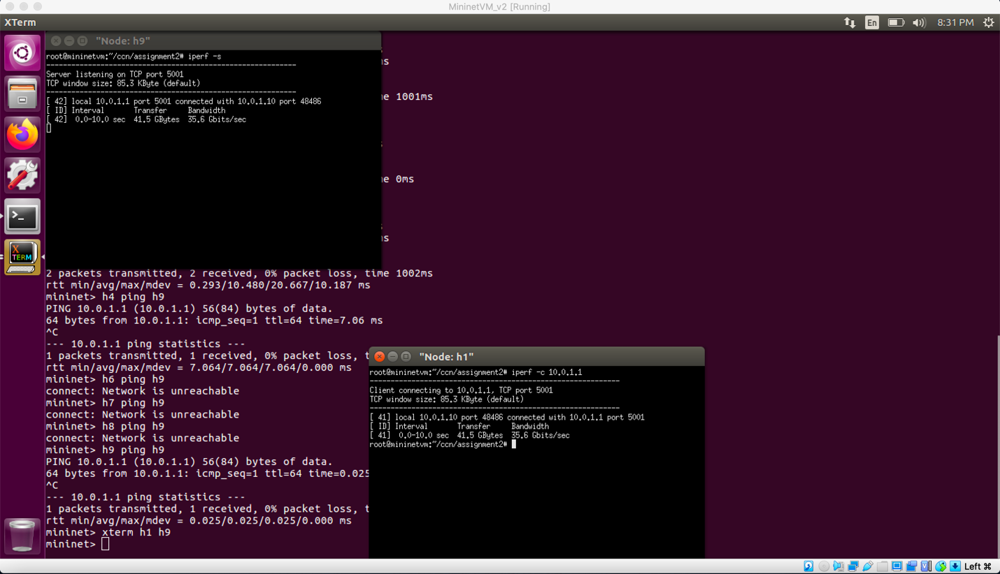 MininetVM_v2 [Running]
XTerm
En
8:31 PM
"Node: h9"
root@mininetvm:~/ccn/assignment2# iperf -s
------------------------------------------------------------
Server listening on TCP port 5001
TCP window size: 85.3 KByte (default)
------------------------------------------------------------
[ 42] local 10.0.1.1 port 5001 connected with 10.0.1.10 port 48486
[ ID] Interval       Transfer     Bandwidth
[ 42]  0.0-10.0 sec  41.5 GBytes  35.6 Gbits/sec
ms
me 1001ms
me 0ms
ms
X
TERM
2 packets transmitted, 2 received, 0% packet loss, time 1002ms
rtt min/avg/max/mdev = 0.293/10.480/20.667/10.187 ms
mininet> h4 ping h9
PING 10.0.1.1 (10.0.1.1) 56(84) bytes of data.
64 bytes from 10.0.1.1: icmp_seq=1 ttl=64 time=7.06 ms
^C
--- 10.0.1.1 ping statistics ---
1 packets transmitted, 1 received, 0% packet loss, t
rtt min/avg/max/mdev = 7.064/7.064/7.064/0.000 ms
mininet> h6 ping h9
connect: Network is unreachable
mininet> h7 ping h9
connect: Network is unreachable
mininet> h8 ping h9
connect: Network is unreachable
mininet> h9 ping h9
PING 10.0.1.1 (10.0.1.1) 56(84) bytes of data.
64 bytes from 10.0.1.1: icmp_seq=1 ttl=64 time=0.025
^C
--- 10.0.1.1 ping statistics ---
1 packets transmitted, 1 received, 0% packet loss, t
rtt min/avg/max/mdev = 0.025/0.025/0.025/0.000 ms
mininet> xterm h1 h9
mininet>
"Node: h1"
root@mininetvm:~/ccn/assignment2# iperf -c 10.0.1.1
------------------------------------------------------------
Client connecting to 10.0.1.1, TCP port 5001
TCP window size: 85.3 KByte (default)
------------------------------------------------------------
[ 41] local 10.0.1.10 port 48486 connected with 10.0.1.1 port 5001
[ ID] Interval       Transfer     Bandwidth
[ 41]  0.0-10.0 sec  41.5 GBytes  35.6 Gbits/sec
root@mininetvm:~/ccn/assignment2#
Left ⌘